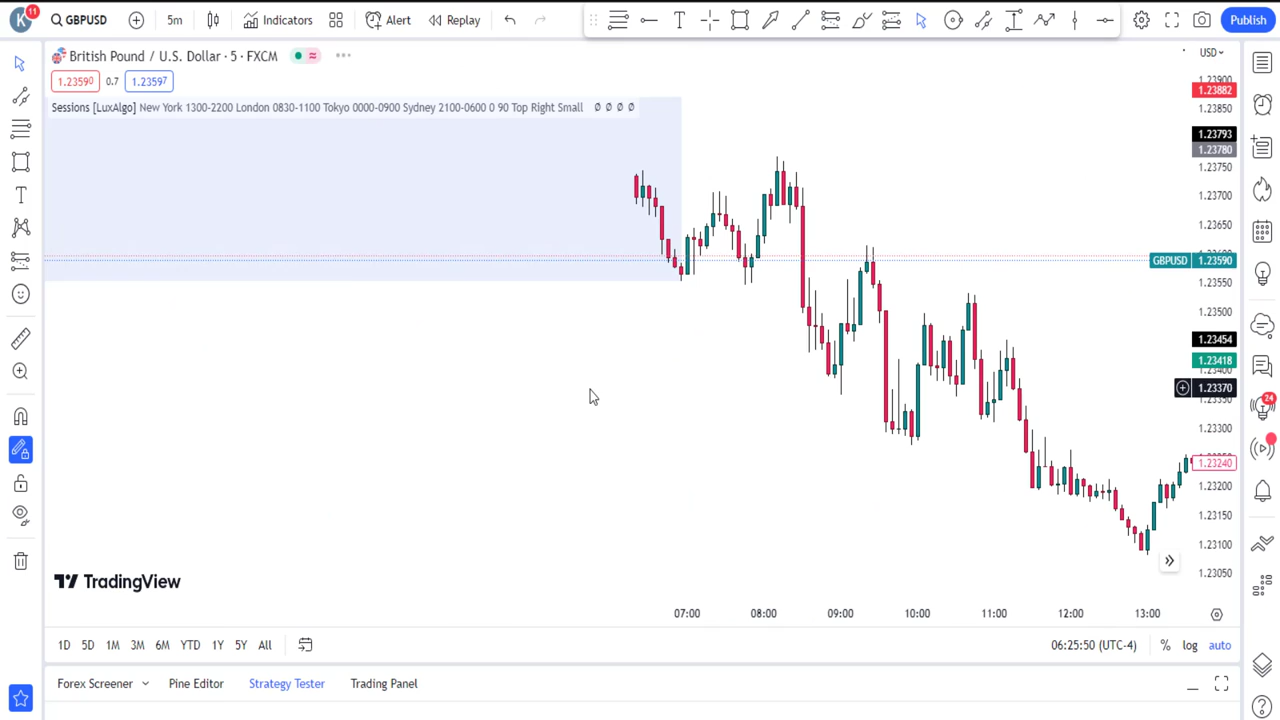 K 11 GBPUSD 5m Indicators Alert Replay Publish
British Pound / U.S. Dollar · 5 · FXCM
USD
1.23590 0.7 1.23597
Sessions [LuxAlgo] New York 1300-2200 London 0830-1100 Tokyo 0000-0900 Sydney 2100-0600 0 90 Top Right Small
1.23900
1.23882
1.23850
1.23793
1.23780
1.23750
1.23700
1.23650
GBPUSD 1.23590
1.23550
1.23500
1.23454
1.23418
1.23400
1.23370
24
1.23300
1.23240
1.23200
1.23150
1.23100
1.23050
TradingView
07:00 08:00 09:00 10:00 11:00 12:00 13:00
1D 5D 1M 3M 6M YTD 1Y 5Y All 06:25:50 (UTC-4) % log auto
Forex Screener Pine Editor Strategy Tester Trading Panel